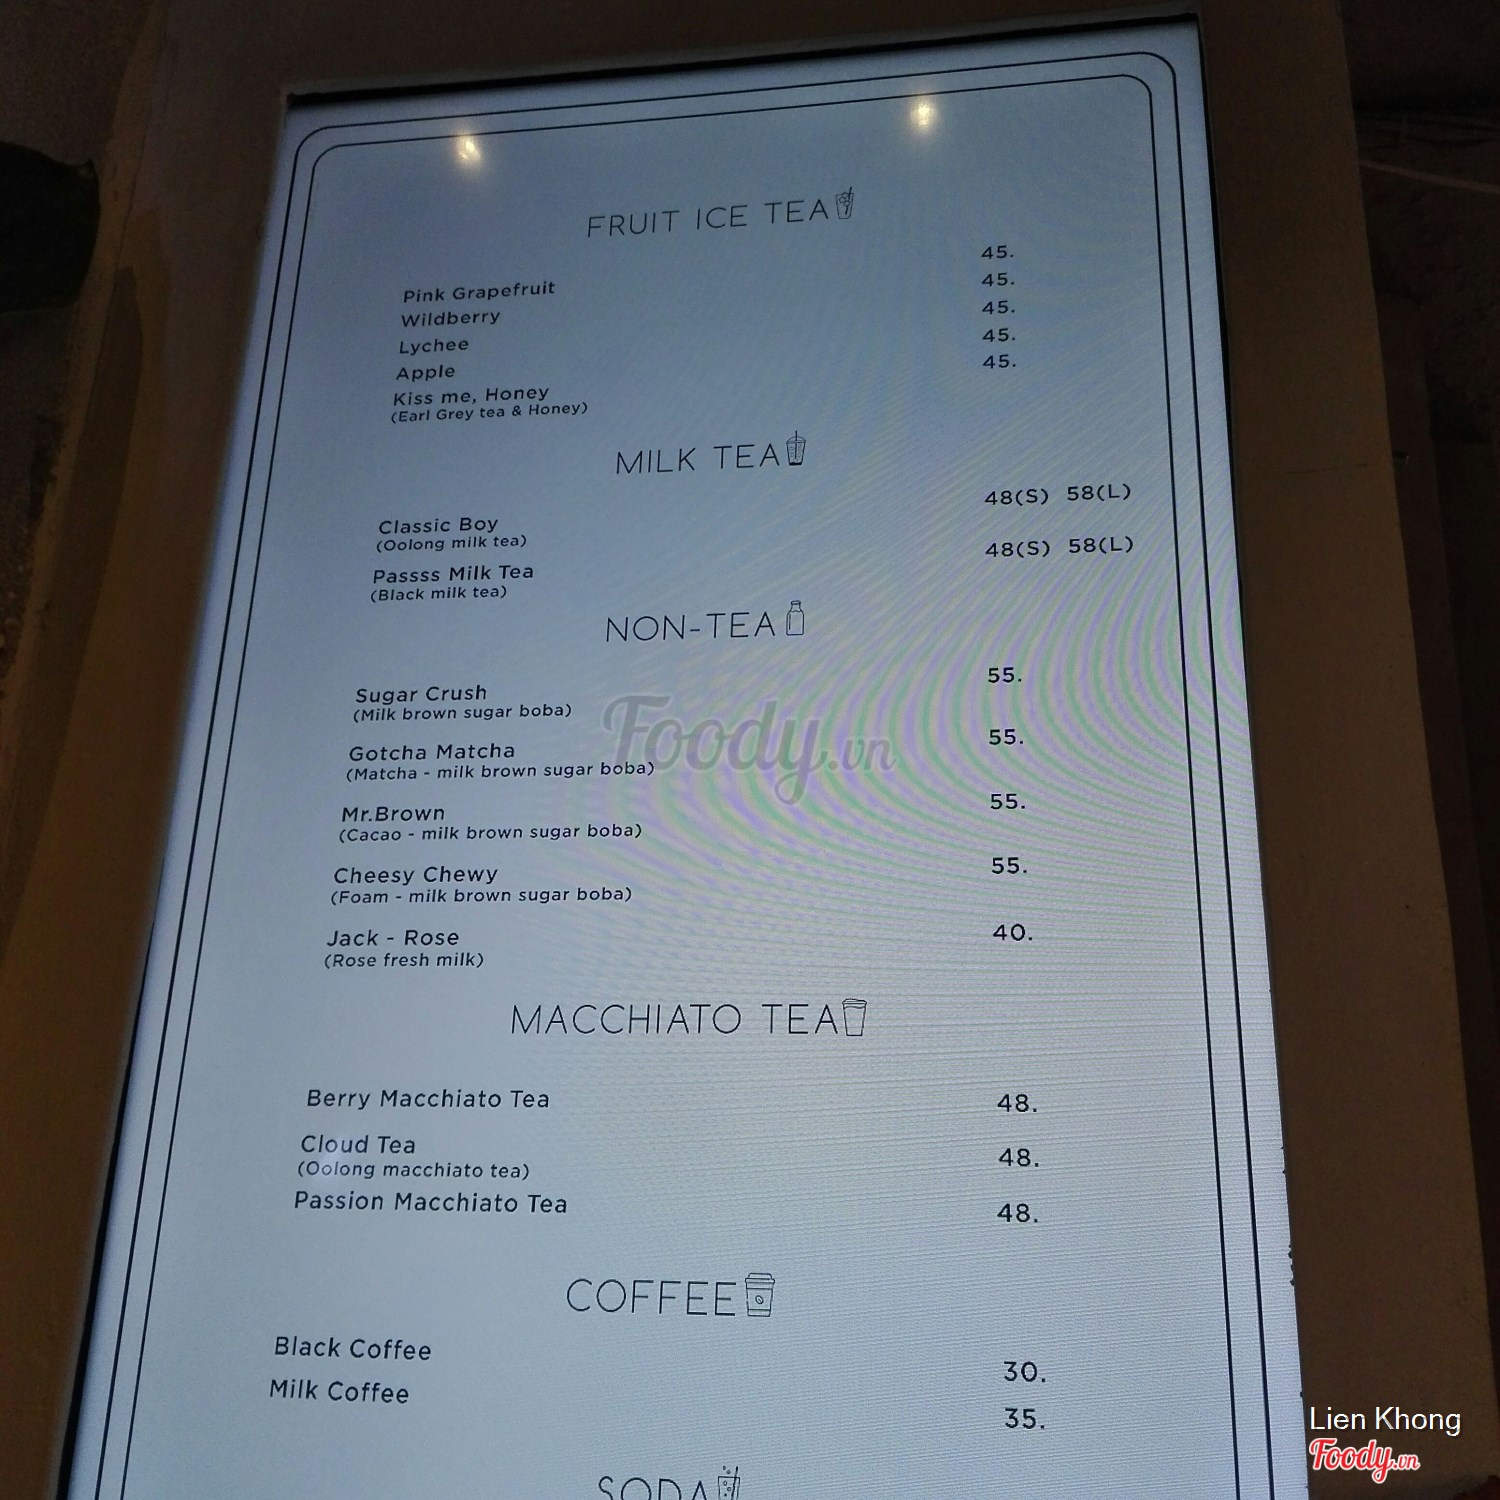 FRUIT ICE TEA
Pink Grapefruit 45.
Wildberry 45.
Lychee 45.
Apple 45.
Kiss me, Honey 45.
(Earl Grey tea & Honey)
MILK TEA
Classic Boy 48(S) 58(L)
(Oolong milk tea)
Passss Milk Tea 48(S) 58(L)
(Black milk tea)
NON-TEA
Sugar Crush 55.
(Milk brown sugar boba)
Gotcha Matcha 55.
(Matcha - milk brown sugar boba)
Mr.Brown 55.
(Cacao - milk brown sugar boba)
Cheesy Chewy 55.
(Foam - milk brown sugar boba)
Jack - Rose 40.
(Rose fresh milk)
MACCHIATO TEA
Berry Macchiato Tea 48.
Cloud Tea 48.
(Oolong macchiato tea)
Passion Macchiato Tea 48.
COFFEE
Black Coffee 30.
Milk Coffee 35.
SODA
Foody.vn
Lien Khong
Foody.vn